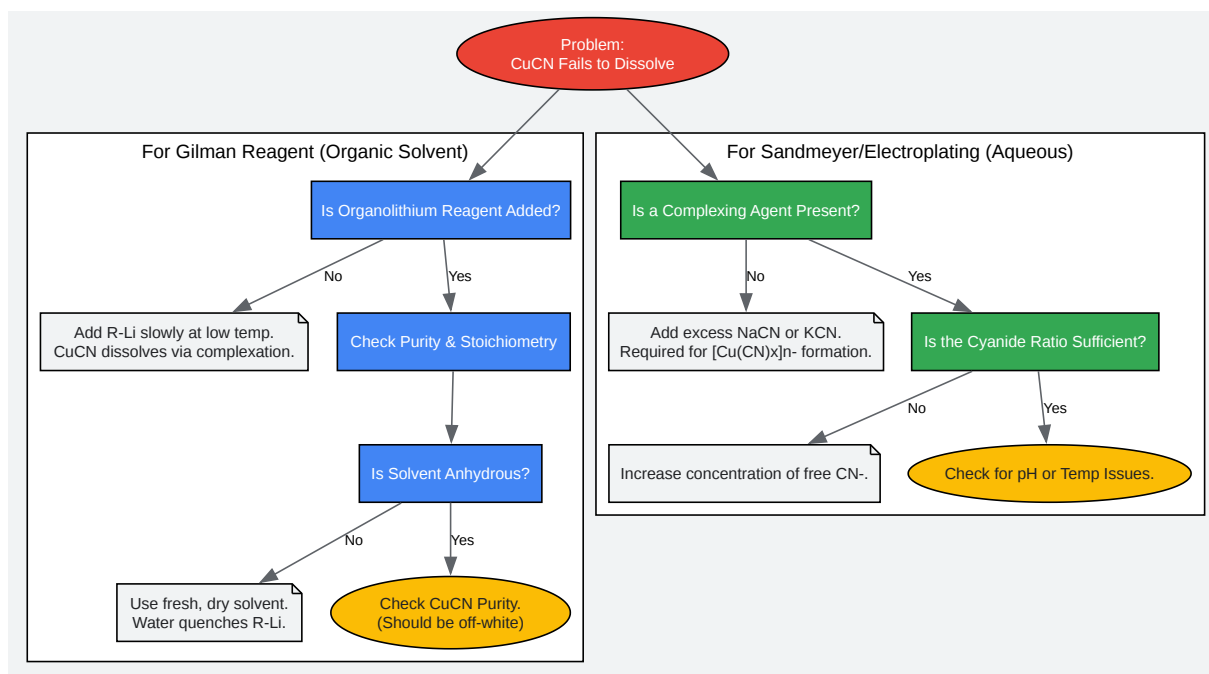 Problem:
CuCN Fails to Dissolve
For Gilman Reagent (Organic Solvent)
Is Organolithium Reagent Added?
No
Yes
Add R-Li slowly at low temp.
CuCN dissolves via complexation.
Check Purity & Stoichiometry
Is Solvent Anhydrous?
No
Yes
Use fresh, dry solvent.
Water quenches R-Li.
Check CuCN Purity.
(Should be off-white)
For Sandmeyer/Electroplating (Aqueous)
Is a Complexing Agent Present?
No
Yes
Add excess NaCN or KCN.
Required for [Cu(CN)x]n- formation.
Is the Cyanide Ratio Sufficient?
No
Yes
Increase concentration of free CN-.
Check for pH or Temp Issues.